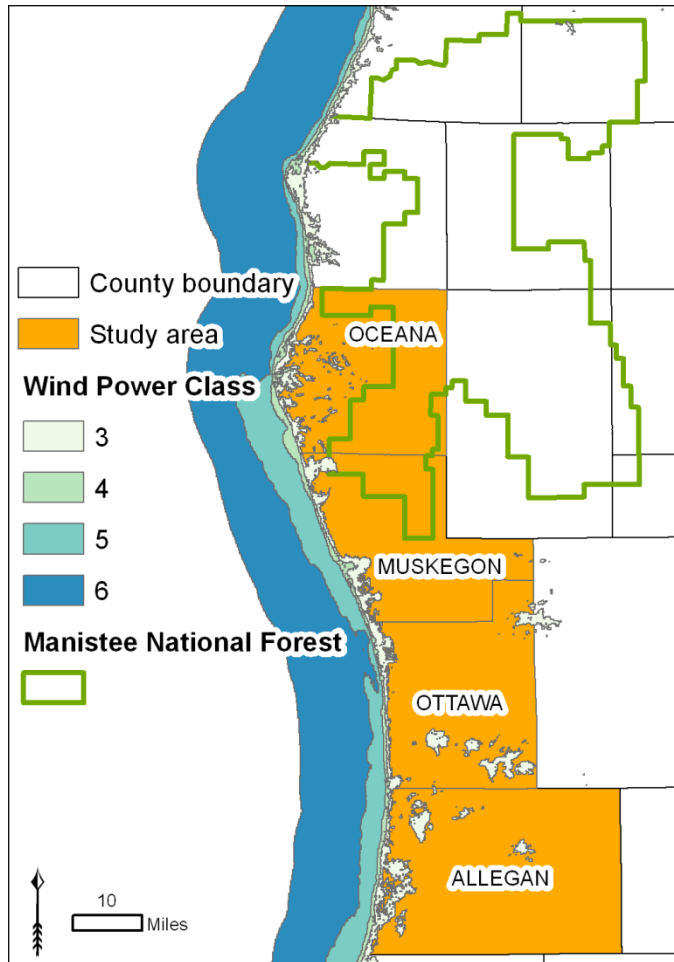 County boundary
Study area
Wind Power Class
3
4
5
6
Manistee National Forest
OCEANA
MUSKEGON
OTTAWA
ALLEGAN
10
Miles